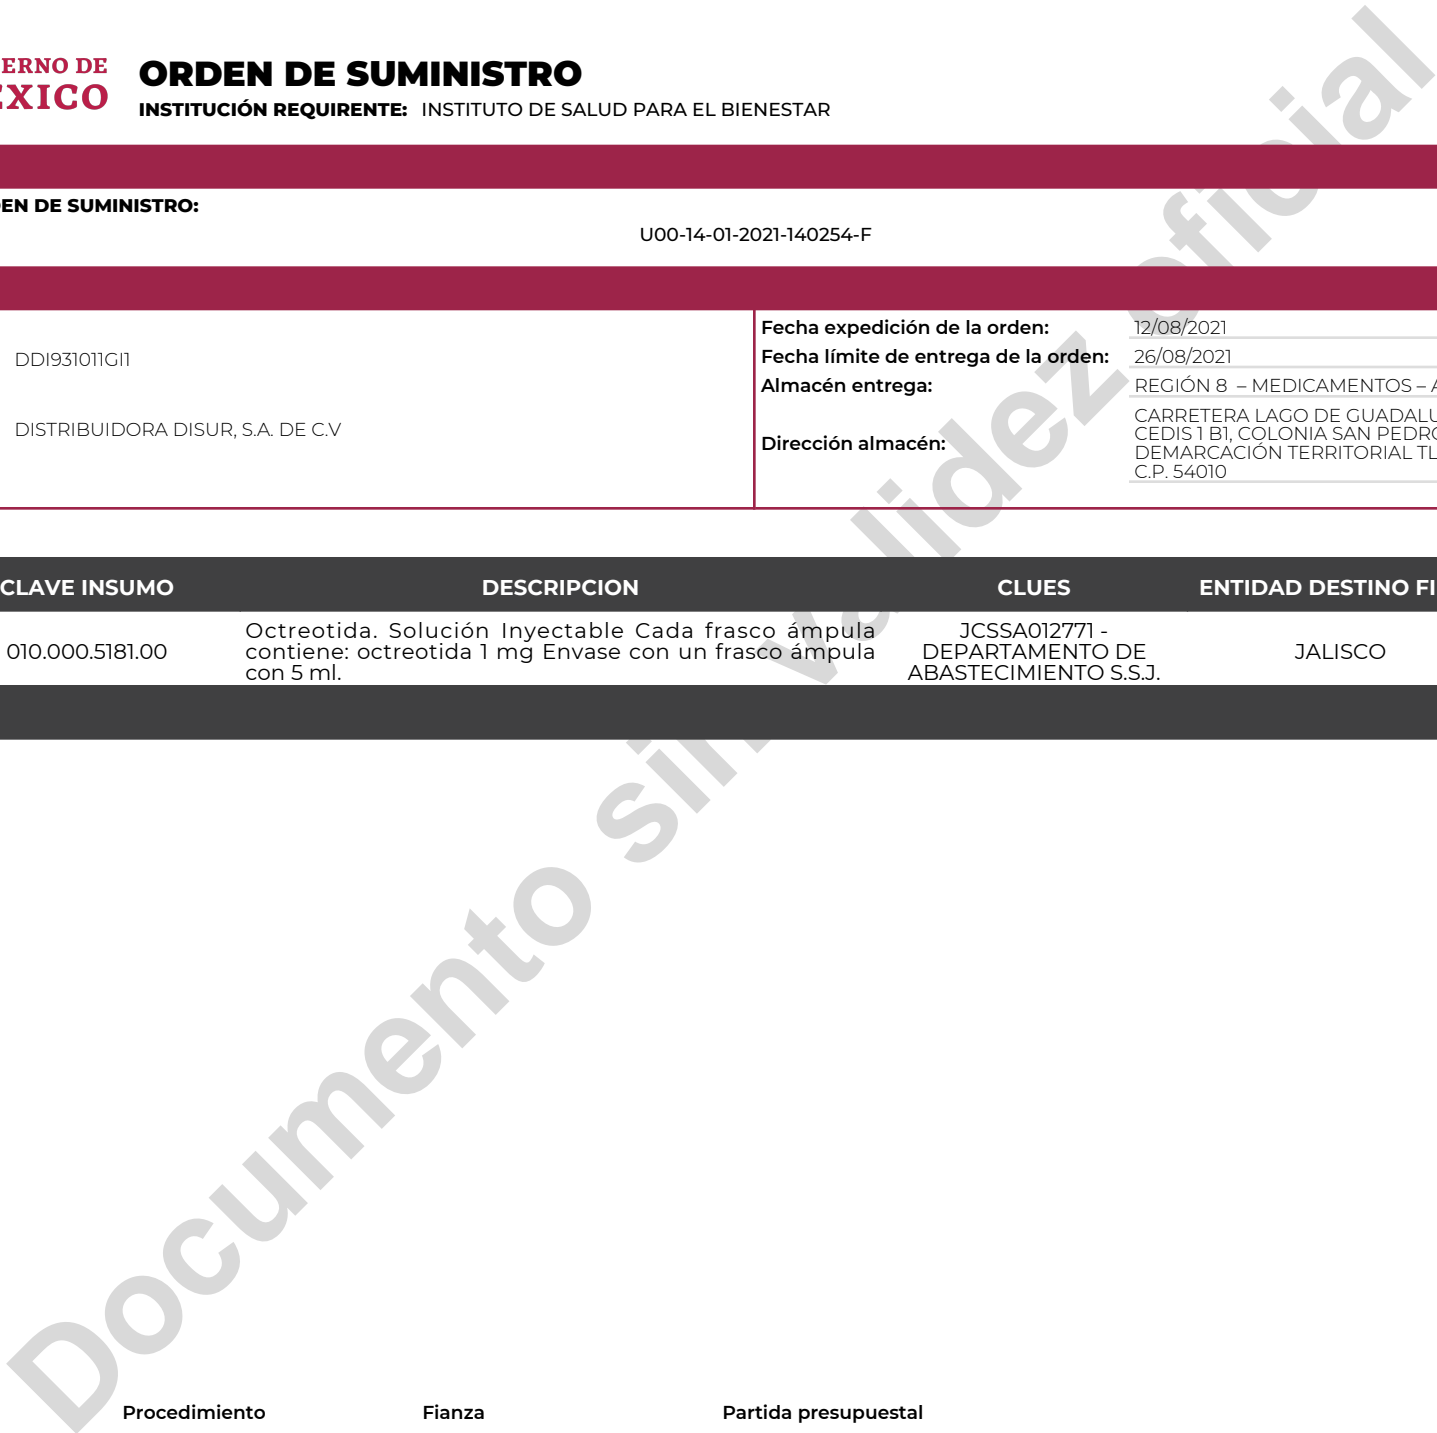 ERNO DE
EXICO
ORDEN DE SUMINISTRO
INSTITUCIÓN REQUIRENTE: INSTITUTO DE SALUD PARA EL BIENESTAR
EN DE SUMINISTRO:
U00-14-01-2021-140254-F
DDI931011GI1
DISTRIBUIDORA DISUR, S.A. DE C.V
Fecha expedición de la orden: 12/08/2021
Fecha límite de entrega de la orden: 26/08/2021
Almacén entrega: REGIÓN 8 – MEDICAMENTOS – A
Dirección almacén:
CARRETERA LAGO DE GUADALU
CEDIS 1 B1, COLONIA SAN PEDRO
DEMARCACIÓN TERRITORIAL TL
C.P. 54010
CLAVE INSUMO DESCRIPCION CLUES ENTIDAD DESTINO FI
010.000.5181.00
Octreotida. Solución Inyectable Cada frasco ámpula
contiene: octreotida 1 mg Envase con un frasco ámpula
con 5 ml.
JCSSA012771 -
DEPARTAMENTO DE
ABASTECIMIENTO S.S.J.
JALISCO
Documento sin validez oficial
Procedimiento Fianza Partida presupuestal